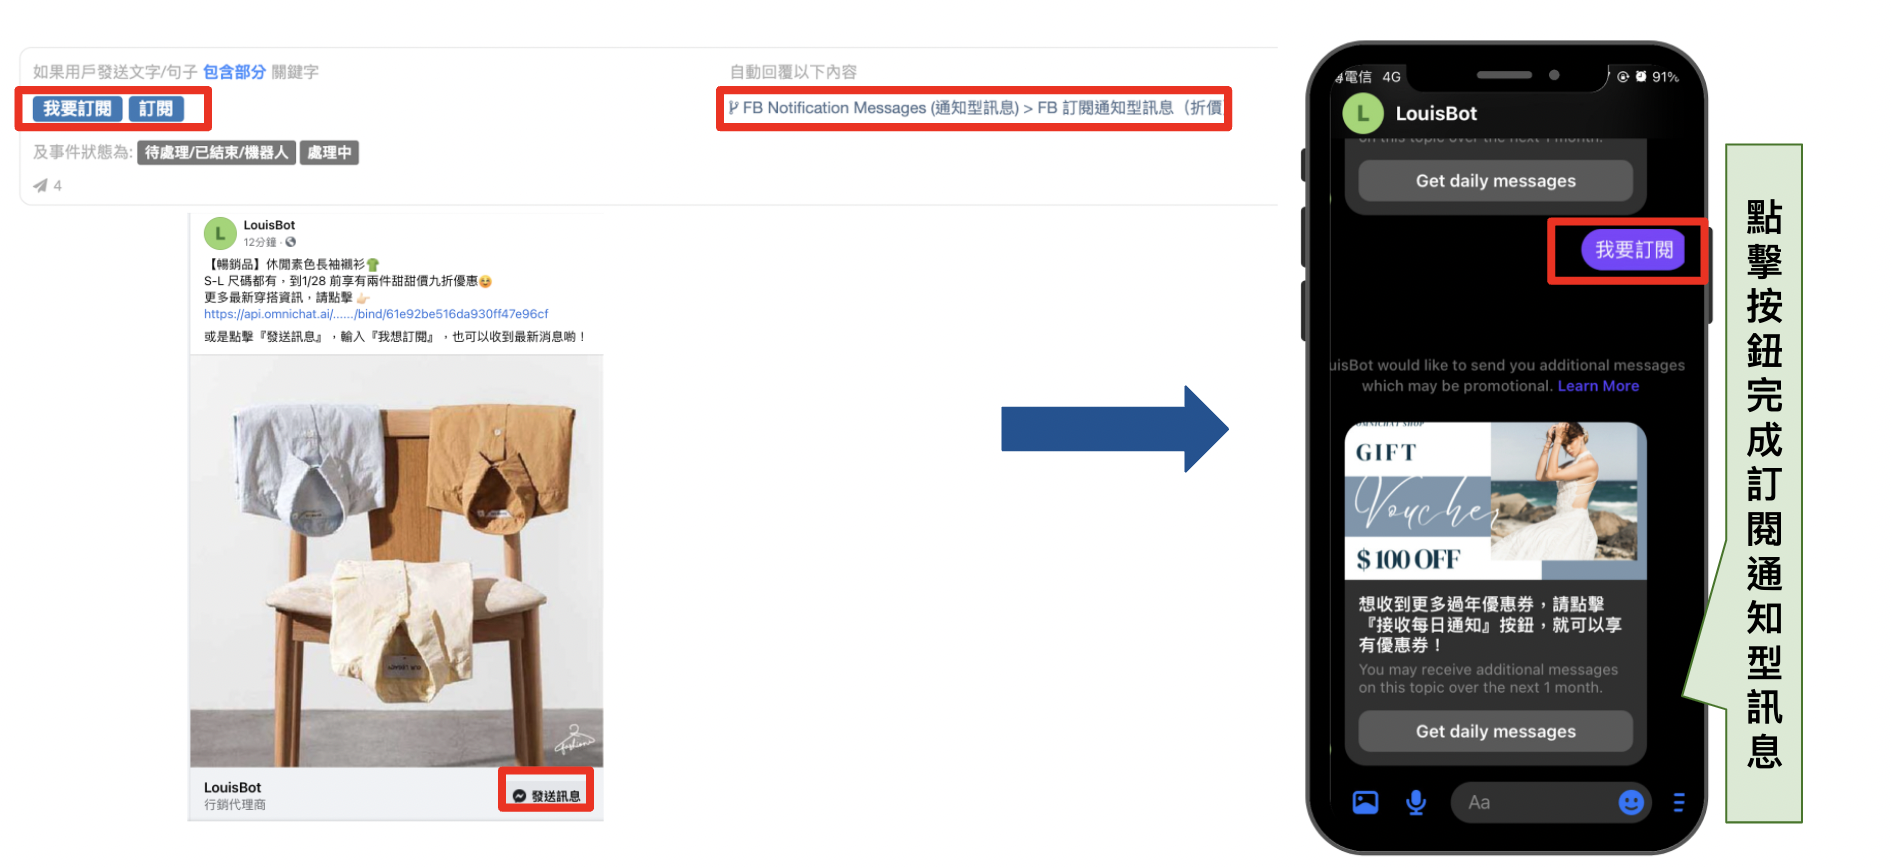 如果用戶發送文字/句子 包含部分 關鍵字
我要訂閱 訂閱
及事件狀態為: 待處理/已結束/機器人 處理中
4
自動回覆以下內容
FB Notification Messages (通知型訊息) > FB 訂閱通知型訊息（折價
L
LouisBot
12分鐘
【暢銷品】休閒素色長袖襯衫👕
S-L 尺碼都有，到1/28 前享有兩件甜甜價九折優惠😆
更多最新穿搭資訊，請點擊👉🏻
https://api.omnichat.ai/....../bind/61e92be516da930ff47e96cf
或是點擊『發送訊息』，輸入『我想訂閱』，也可以收到最新消息喲！
fashion
LouisBot
行銷代理商
發送訊息
電信 4G
91%
L
LouisBot
on this topic over the next 1 month.
Get daily messages
我要訂閱
uisBot would like to send you additional messages
which may be promotional. Learn More
OMNICHAT SHOP
GIFT
Voucher
$100 OFF
想收到更多過年優惠券，請點擊
『接收每日通知』按鈕，就可以享
有優惠券！
You may receive additional messages
on this topic over the next 1 month.
Get daily messages
Aa
點擊按鈕完成訂閱通知型訊息